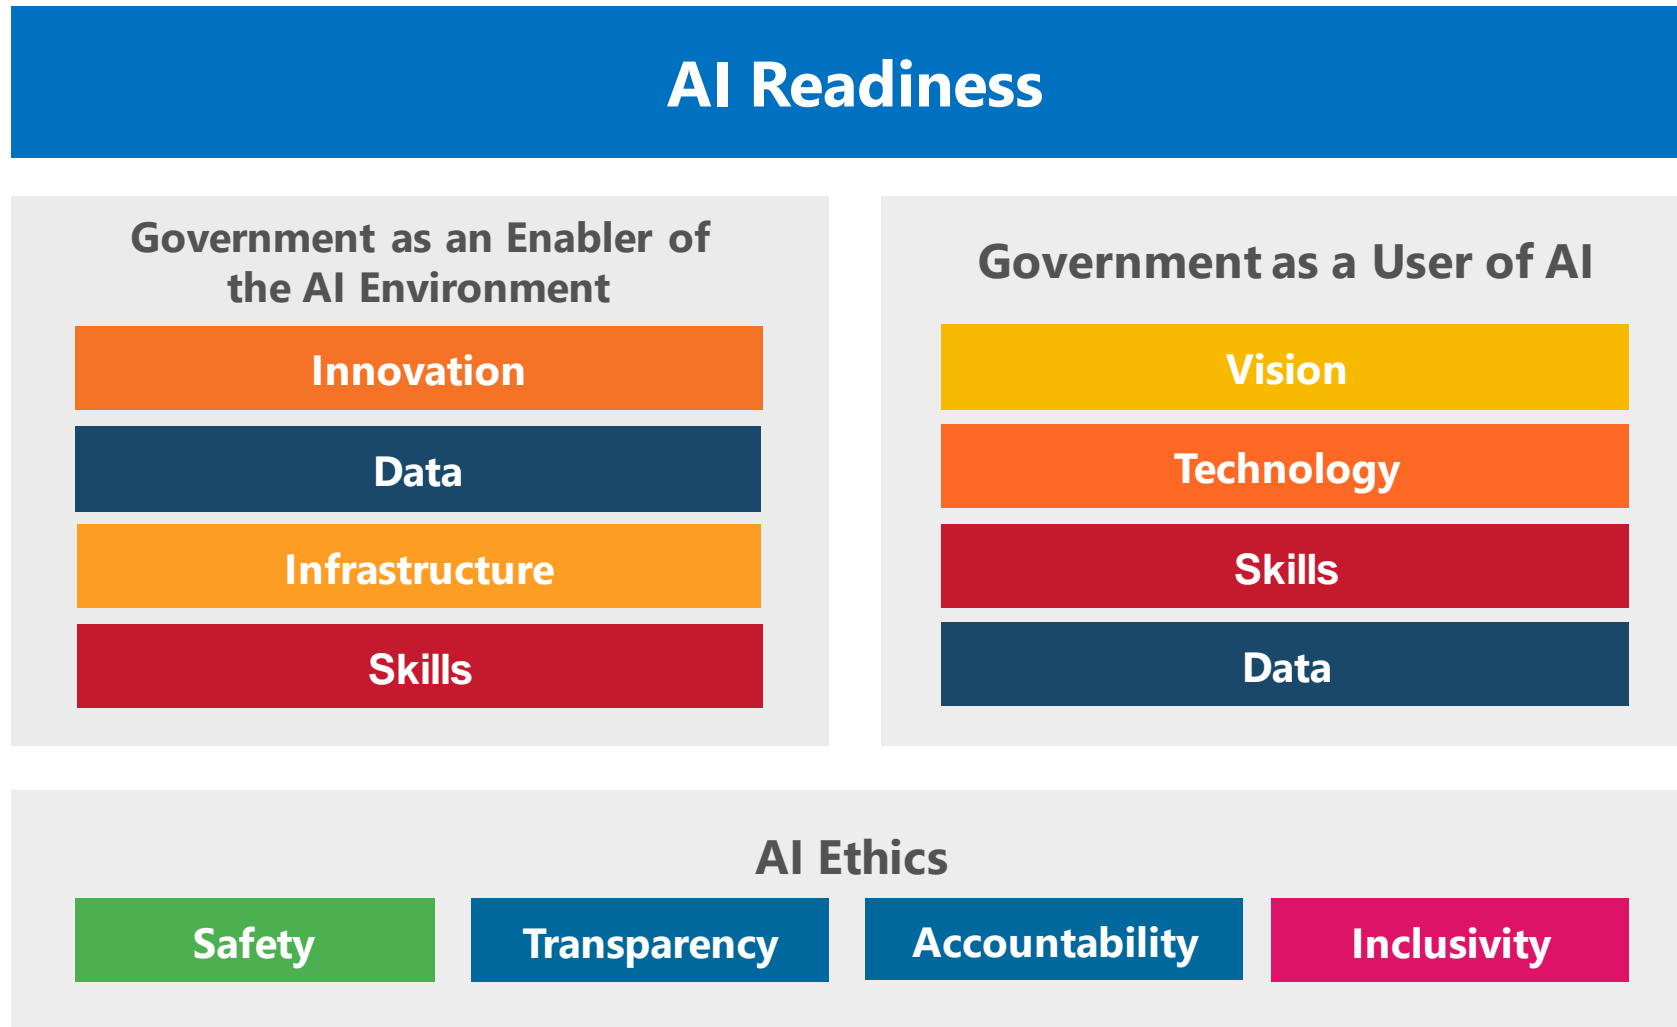 AI Readiness
Government as an Enabler of
the AI Environment
Innovation
Data
Infrastructure
Skills
Government as a User of AI
Vision
Technology
Skills
Data
AI Ethics
Safety
Transparency
Accountability
Inclusivity